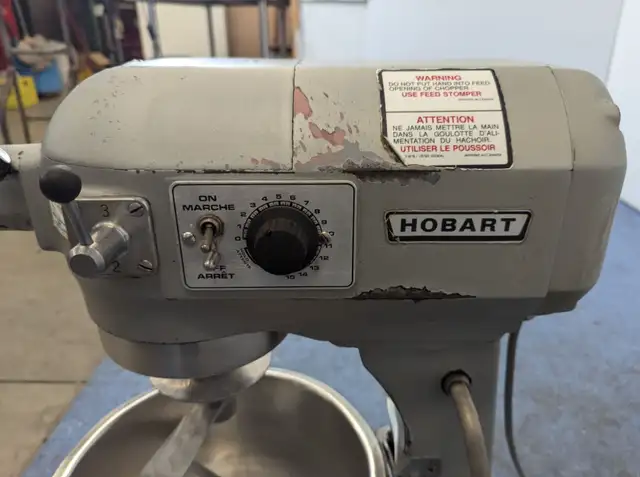 WARNING
DO NOT PUT HAND INTO FEED
OPENING OF CHOPPER
USE FEED STOMPER
ATTENTION
NE JAMAIS METTRE LA MAIN
DANS LA GOULOTTE D'ALI-
MENTATION DU HACHOIR.
UTILISER LE POUSSOIR
ON
MARCHE
0 1 2 3 4 5 6 7 8 9
11 12 13 14 15
FF
ARRÊT
HOBART
3
2